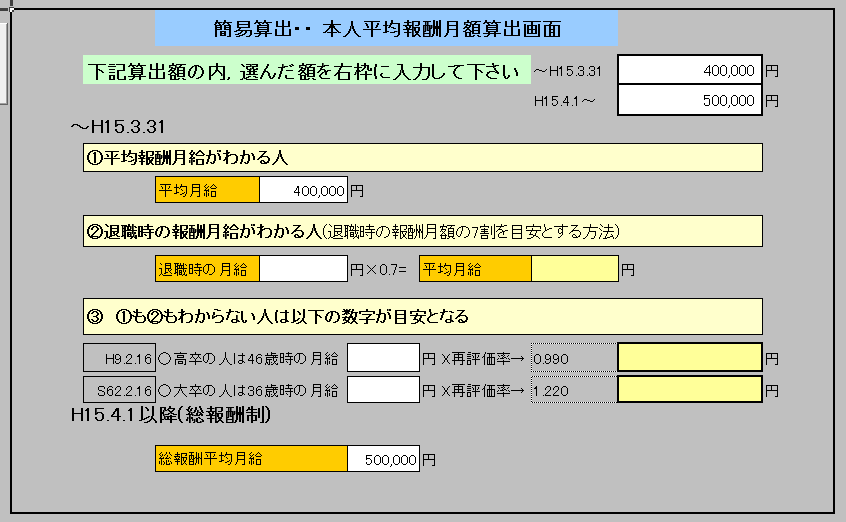 簡易算出・・ 本人平均報酬月額算出画面
下記算出額の内, 選んだ額を右枠に入力して下さい ～H15.3.31 400,000 円
H15.4.1～ 500,000 円
～H15.3.31
①平均報酬月給がわかる人
平均月給 400,000 円
②退職時の報酬月給がわかる人(退職時の報酬月額の7割を目安とする方法)
退職時の月給 円×0.7= 平均月給 円
③ ①も②もわからない人は以下の数字が目安となる
H9.2.16 ○高卒の人は46歳時の月給 円 X再評価率→ 0.990 円
S62.2.16 ○大卒の人は36歳時の月給 円 X再評価率→ 1.220 円
H15.4.1以降(総報酬制)
総報酬平均月給 500,000 円